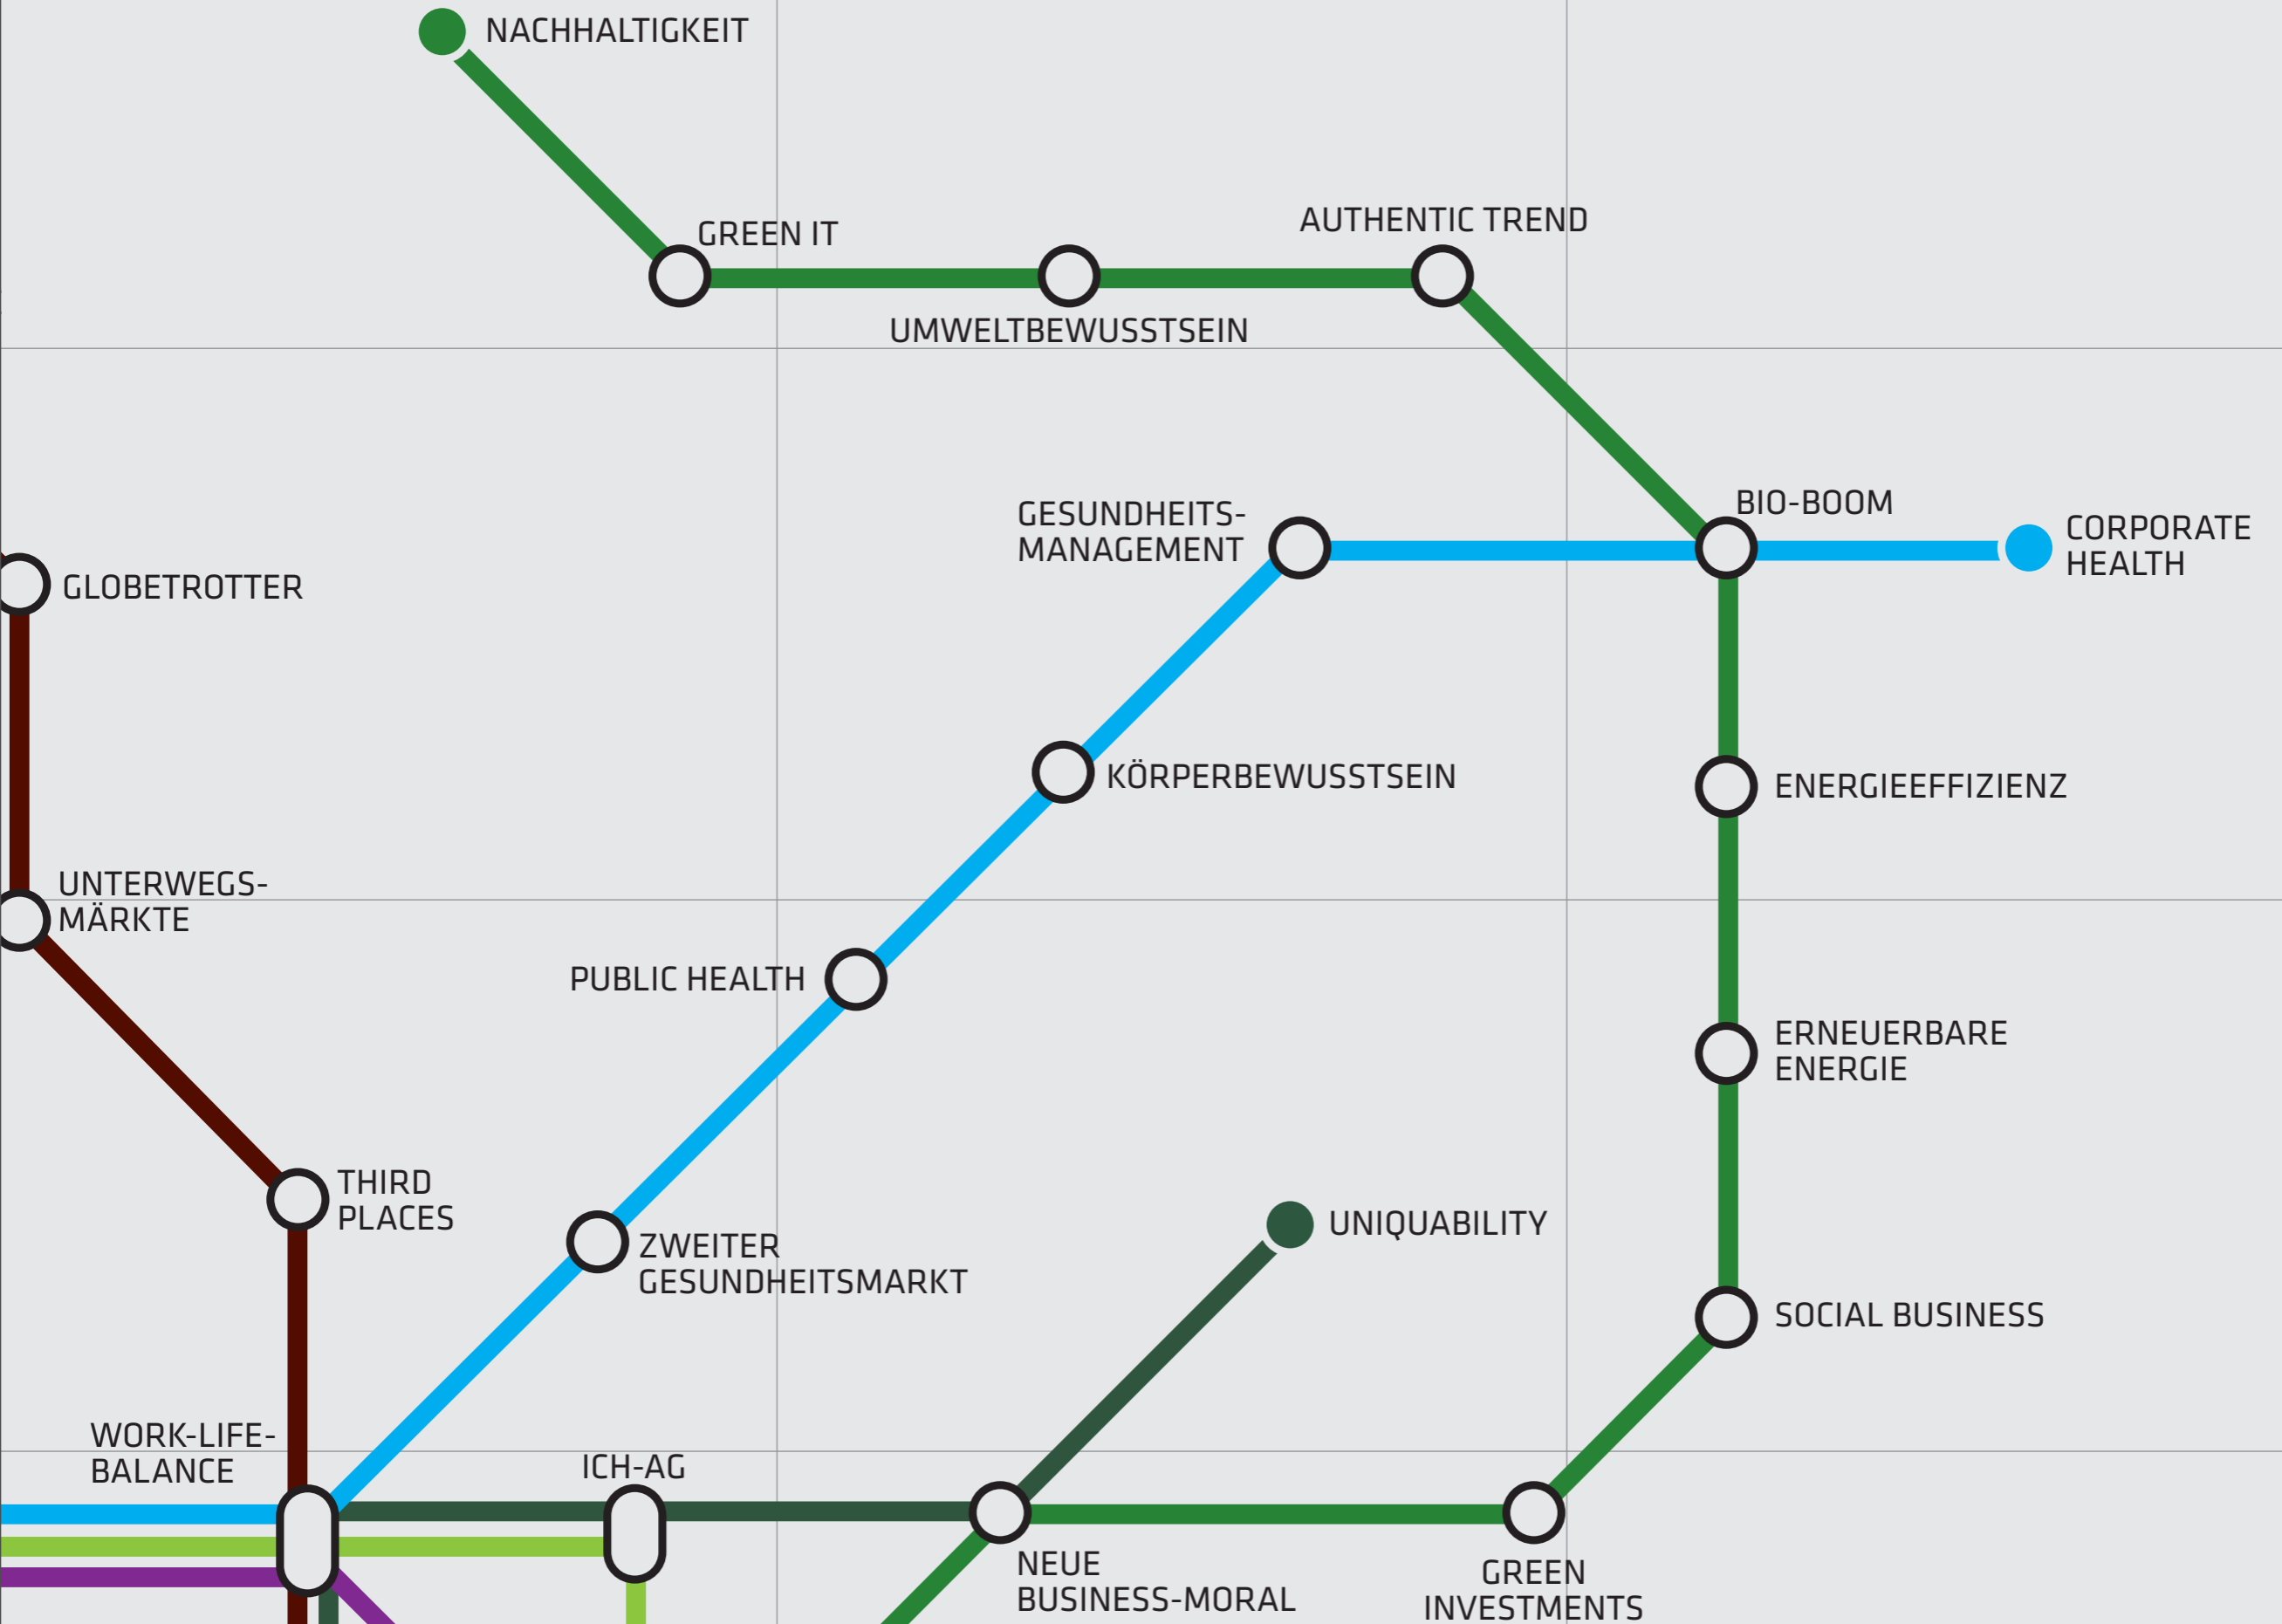 NACHHALTIGKEIT
GREEN IT
AUTHENTIC TREND
UMWELTBEWUSSTSEIN
GESUNDHEITS-
MANAGEMENT
BIO-BOOM
CORPORATE
HEALTH
GLOBETROTTER
KÖRPERBEWUSSTSEIN
ENERGIEEFFIZIENZ
UNTERWEGS-
MÄRKTE
PUBLIC HEALTH
ERNEUERBARE
ENERGIE
THIRD
PLACES
ZWEITER
GESUNDHEITSMARKT
UNIQUABILITY
SOCIAL BUSINESS
WORK-LIFE-
BALANCE
ICH-AG
NEUE
BUSINESS-MORAL
GREEN
INVESTMENTS